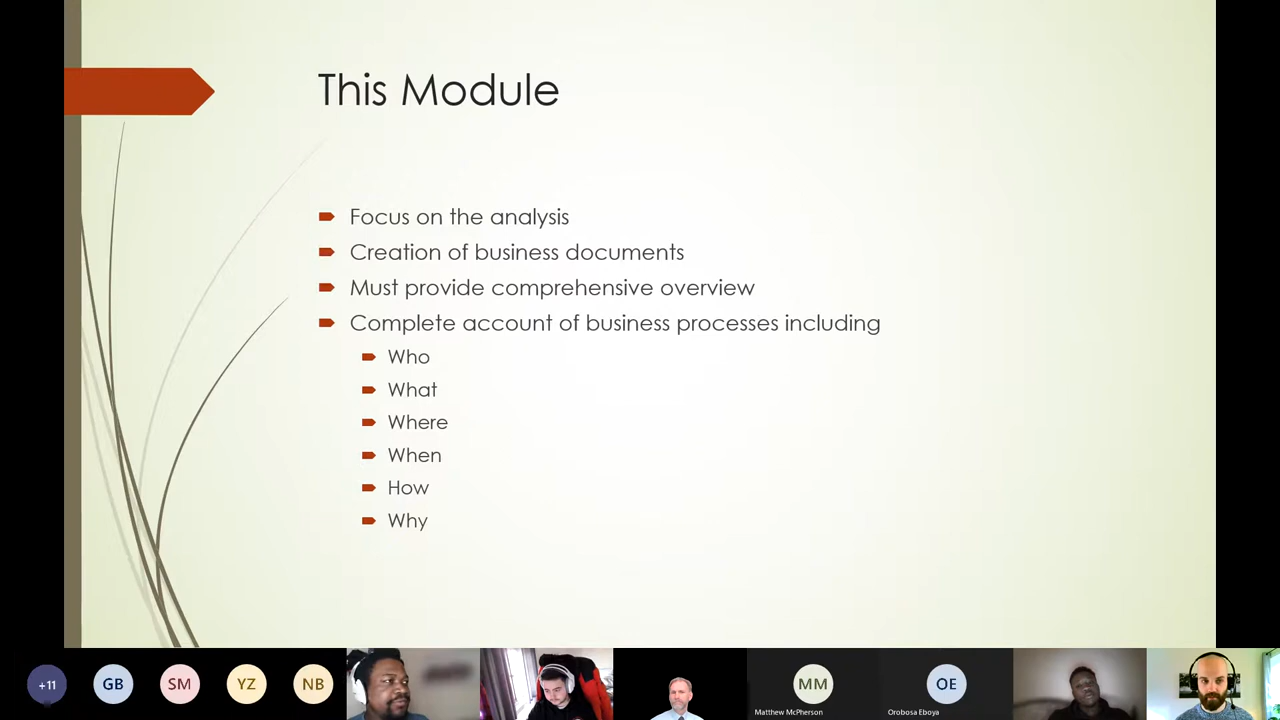 This Module
Focus on the analysis
Creation of business documents
Must provide comprehensive overview
Complete account of business processes including
Who
What
Where
When
How
Why
+11
GB
SM
YZ
NB
MM
Matthew McPherson
OE
Orobosa Eboya